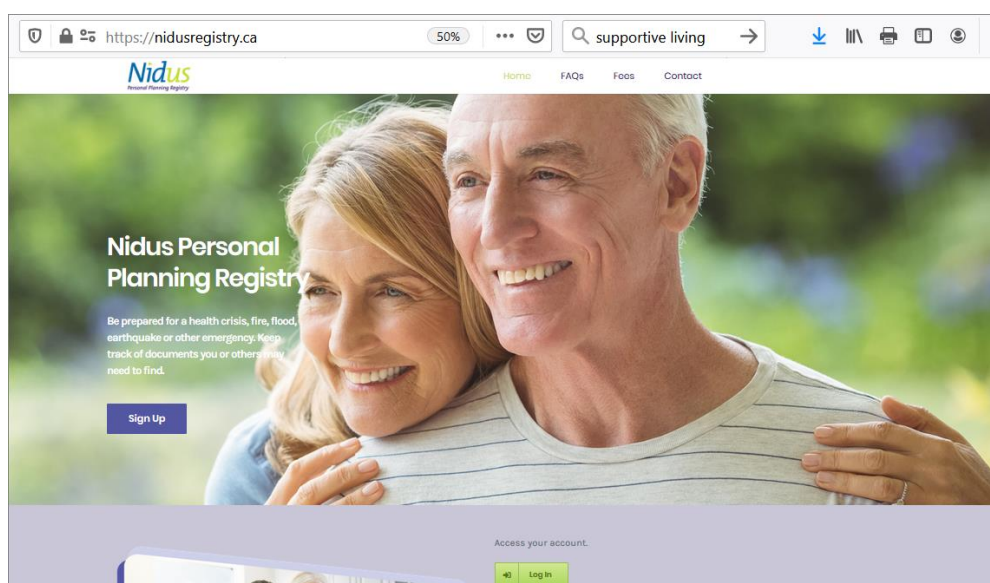 https://nidusregistry.ca
50%
supportive living
Nidus
Personal Planning Registry
Home
FAQs
Fees
Contact
Nidus Personal
Planning Registry
Be prepared for a health crisis, fire, flood,
earthquake or other emergency. Keep
track of documents you or others may
need to find.
Sign Up
Access your account.
Log In